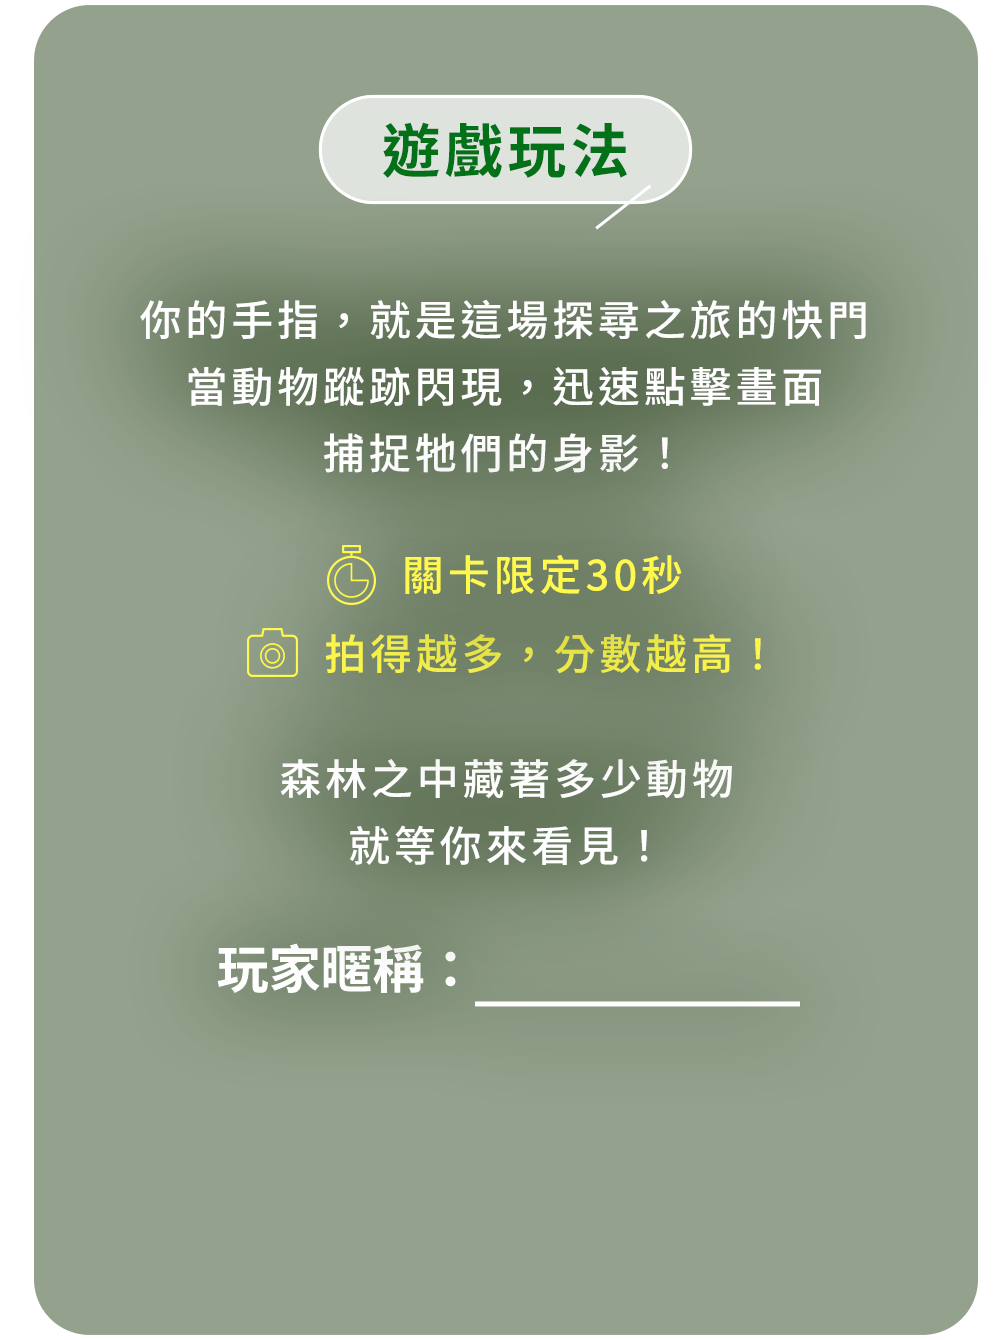 遊戲玩法
你的手指，就是這場探尋之旅的快門
當動物蹤跡閃現，迅速點擊畫面
捕捉牠們的身影！
關卡限定30秒
拍得越多，分數越高！
森林之中藏著多少動物
就等你來看見！
玩家暱稱：